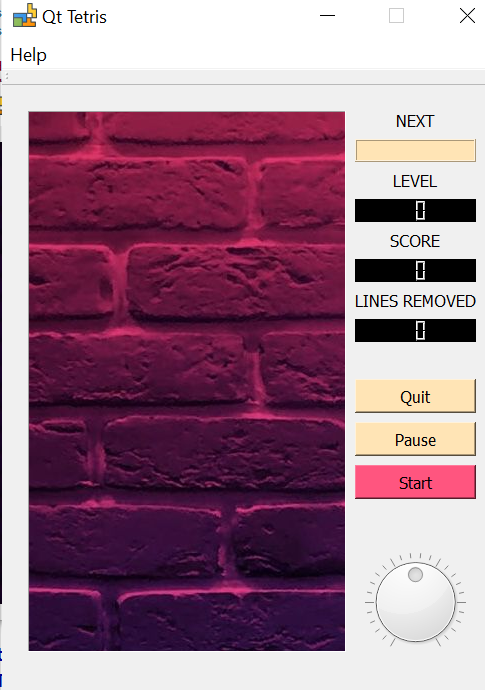 Qt Tetris
Help
NEXT
LEVEL
0
SCORE
0
LINES REMOVED
0
Quit
Pause
Start